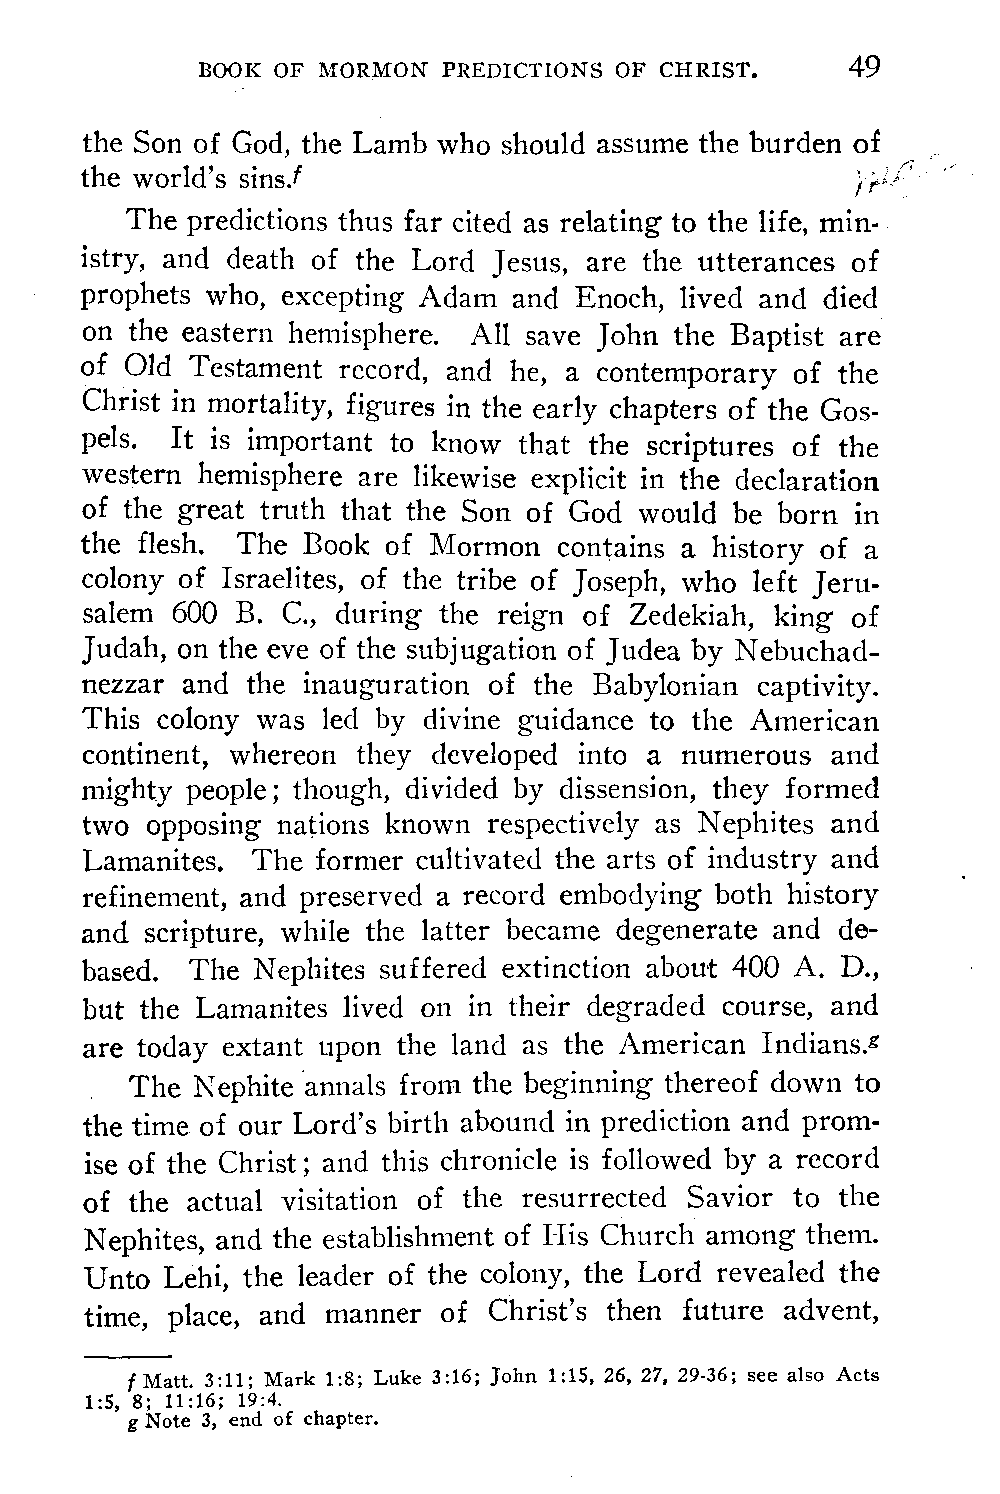 BOOK OF MORMON PREDICTIONS OF CHRIST. 49
the Son of God, the Lamb who should assume the burden of
the world's sins.f
The predictions thus far cited as relating to the life, min-
istry, and death of the Lord Jesus, are the utterances of
prophets who, excepting Adam and Enoch, lived and died
on the eastern hemisphere. All save John the Baptist are
of Old Testament record, and he, a contemporary of the
Christ in mortality, figures in the early chapters of the Gos-
pels. It is important to know that the scriptures of the
western hemisphere are likewise explicit in the declaration
of the great truth that the Son of God would be born in
the flesh. The Book of Mormon contains a history of a
colony of Israelites, of the tribe of Joseph, who left Jeru-
salem 600 B. C., during the reign of Zedekiah, king of
Judah, on the eve of the subjugation of Judea by Nebuchad-
nezzar and the inauguration of the Babylonian captivity.
This colony was led by divine guidance to the American
continent, whereon they developed into a numerous and
mighty people; though, divided by dissension, they formed
two opposing nations known respectively as Nephites and
Lamanites. The former cultivated the arts of industry and
refinement, and preserved a record embodying both history
and scripture, while the latter became degenerate and de-
based. The Nephites suffered extinction about 400 A. D.,
but the Lamanites lived on in their degraded course, and
are today extant upon the land as the American Indians.g
The Nephite annals from the beginning thereof down to
the time of our Lord's birth abound in prediction and prom-
ise of the Christ; and this chronicle is followed by a record
of the actual visitation of the resurrected Savior to the
Nephites, and the establishment of His Church among them.
Unto Lehi, the leader of the colony, the Lord revealed the
time, place, and manner of Christ's then future advent,
f Matt. 3:11; Mark 1:8; Luke 3:16; John 1:15, 26, 27, 29-36; see also Acts
1:5, 8; 11:16; 19:4.
g Note 3, end of chapter.